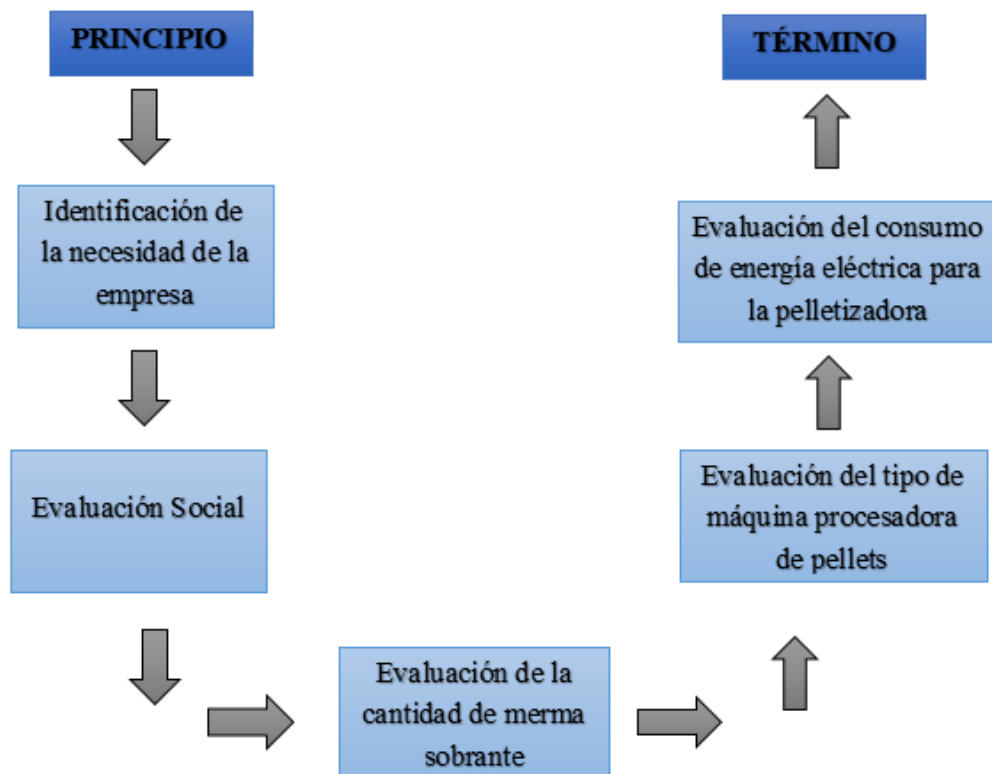 PRINCIPIO
Identificación de
la necesidad de la
empresa
Evaluación Social
Evaluación de la
cantidad de merma
sobrante
Evaluación del tipo de
máquina procesadora
de pellets
Evaluación del consumo
de energía eléctrica para
la pelletizadora
TÉRMINO